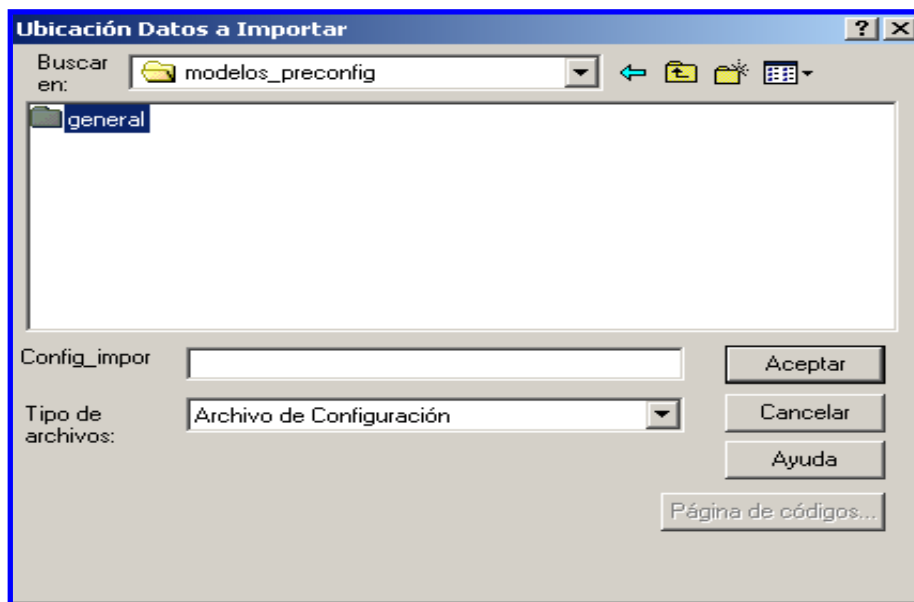 Ubicación Datos a Importar
Buscar en:
modelos_preconfig
general
Config_impor
Aceptar
Tipo de archivos:
Archivo de Configuración
Cancelar
Ayuda
Página de códigos...